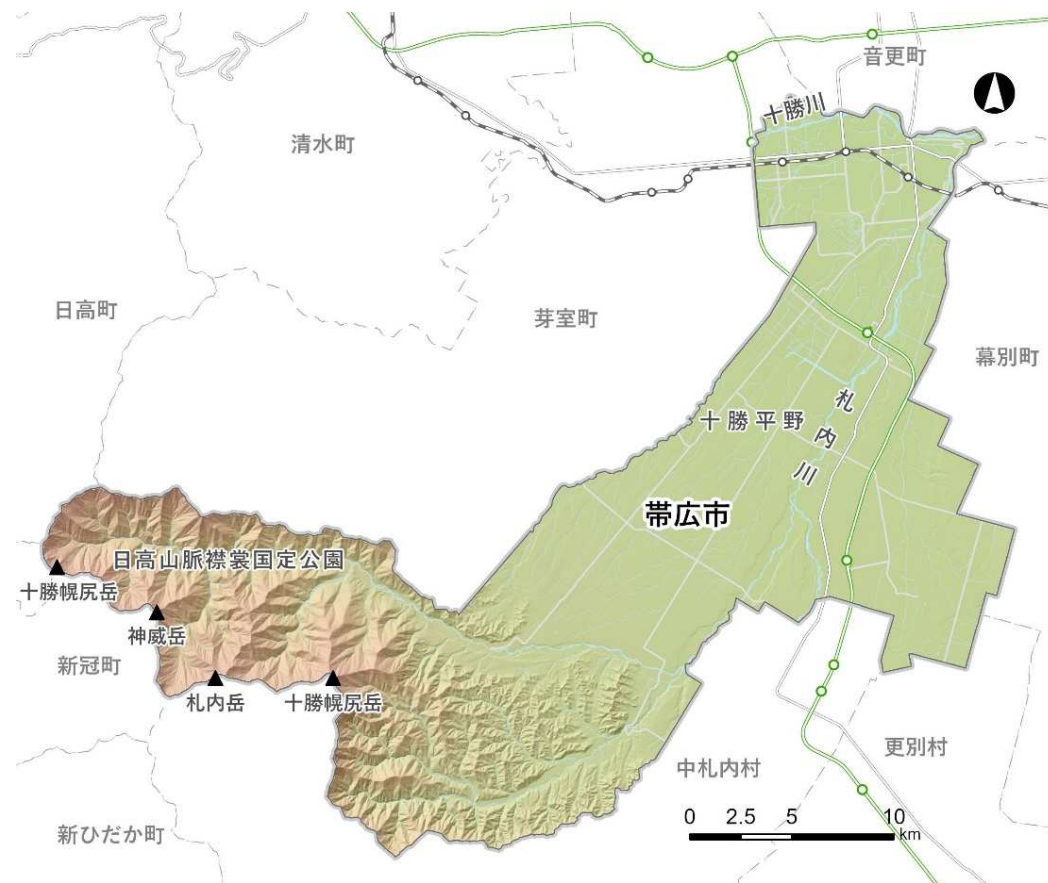 音更町
十勝川
清水町
日高町
芽室町
幕別町
十勝平野
札内川
帯広市
日高山脈襟裳国定公園
十勝幌尻岳
神威岳
新冠町
札内岳
十勝幌尻岳
中札内村
更別村
新ひだか町
0 2.5 5 10
km